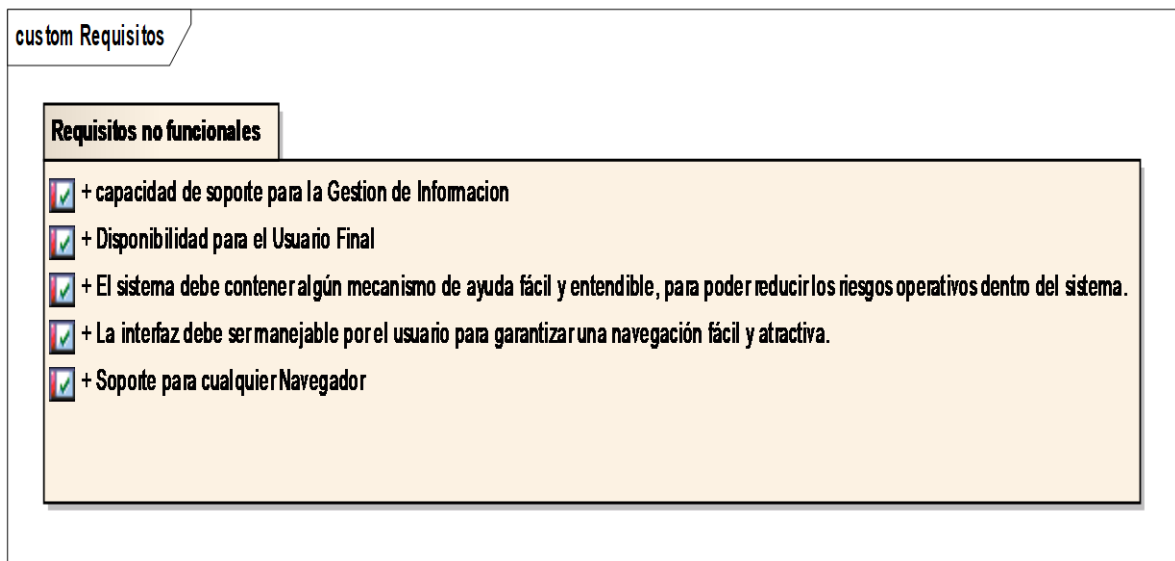 custom Requisitos
Requisitos no funcionales
+ capacidad de soporte para la Gestion de Informacion
+ Disponibilidad para el Usuario Final
+ El sistema debe contener algún mecanismo de ayuda fácil y entendible, para poder reducir los riesgos operativos dentro del sistema.
+ La interfaz debe ser manejable por el usuario para garantizar una navegación fácil y atractiva.
+ Soporte para cualquier Navegador